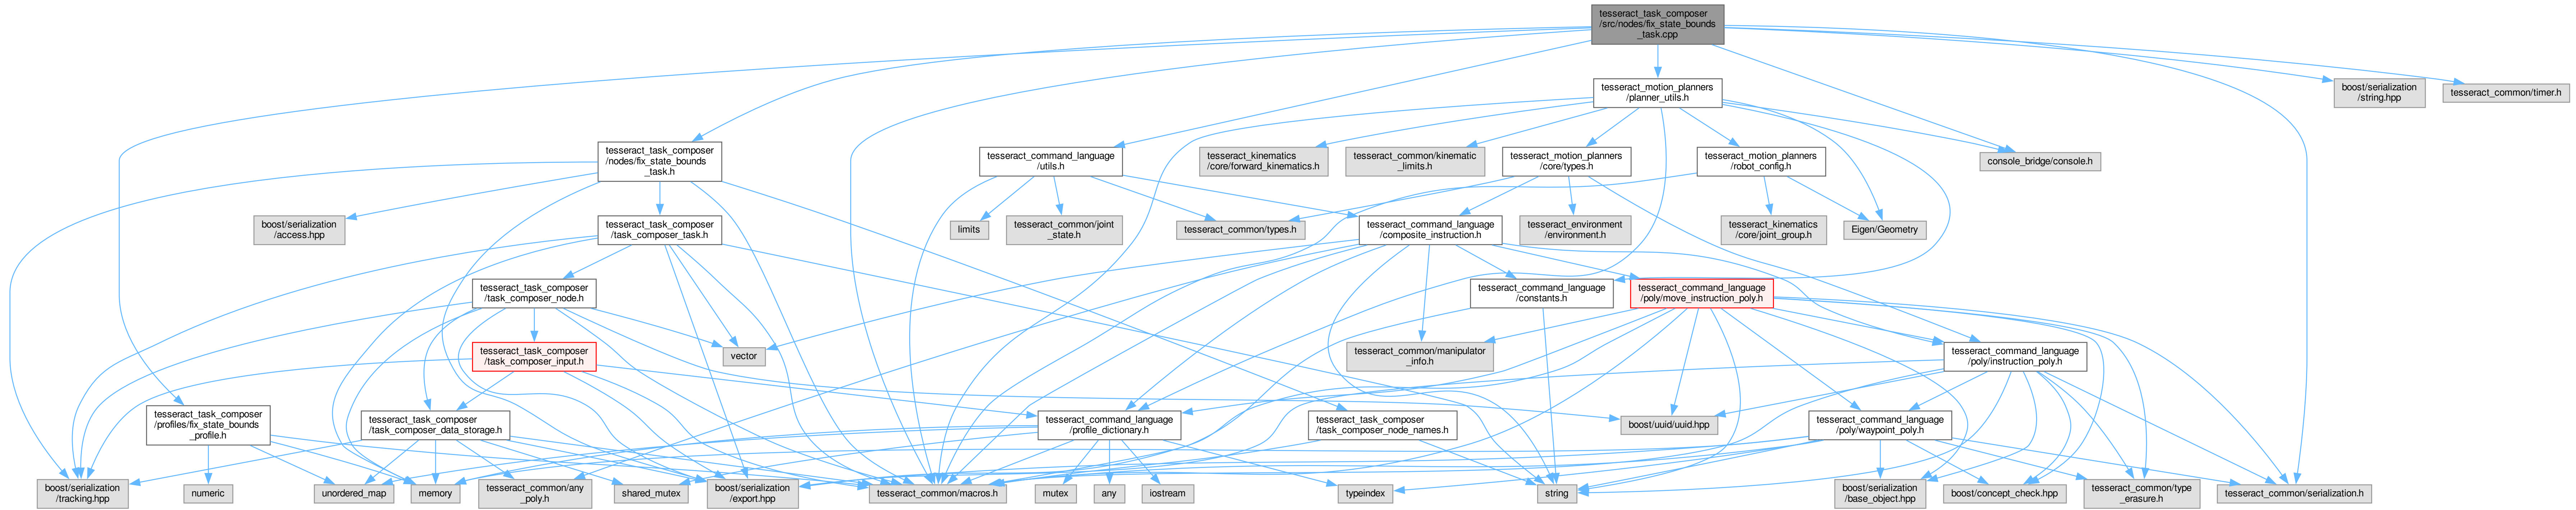 tesseract_task_composer
/src/nodes/fix_state_bounds
_task.cpp
tesseract_motion_planners
/planner_utils.h
boost/serialization
/string.hpp
tesseract_common/timer.h
tesseract_task_composer
/nodes/fix_state_bounds
_task.h
tesseract_command_language
/utils.h
tesseract_kinematics
/core/forward_kinematics.h
tesseract_common/kinematic
_limits.h
tesseract_motion_planners
/core/types.h
tesseract_motion_planners
/robot_config.h
console_bridge/console.h
boost/serialization
/access.hpp
tesseract_task_composer
/task_composer_task.h
limits
tesseract_common/joint
_state.h
tesseract_common/types.h
tesseract_command_language
/composite_instruction.h
tesseract_environment
/environment.h
tesseract_kinematics
/core/joint_group.h
Eigen/Geometry
tesseract_task_composer
/task_composer_node.h
tesseract_command_language
/constants.h
tesseract_command_language
/poly/move_instruction_poly.h
tesseract_task_composer
/task_composer_input.h
vector
tesseract_common/manipulator
_info.h
tesseract_command_language
/poly/instruction_poly.h
tesseract_task_composer
/profiles/fix_state_bounds
_profile.h
tesseract_task_composer
/task_composer_data_storage.h
tesseract_command_language
/profile_dictionary.h
tesseract_task_composer
/task_composer_node_names.h
boost/uuid/uuid.hpp
tesseract_command_language
/poly/waypoint_poly.h
boost/serialization
/tracking.hpp
numeric
unordered_map
memory
tesseract_common/any
_poly.h
shared_mutex
boost/serialization
/export.hpp
tesseract_common/macros.h
mutex
any
iostream
typeindex
string
boost/serialization
/base_object.hpp
boost/concept_check.hpp
tesseract_common/type
_erasure.h
tesseract_common/serialization.h